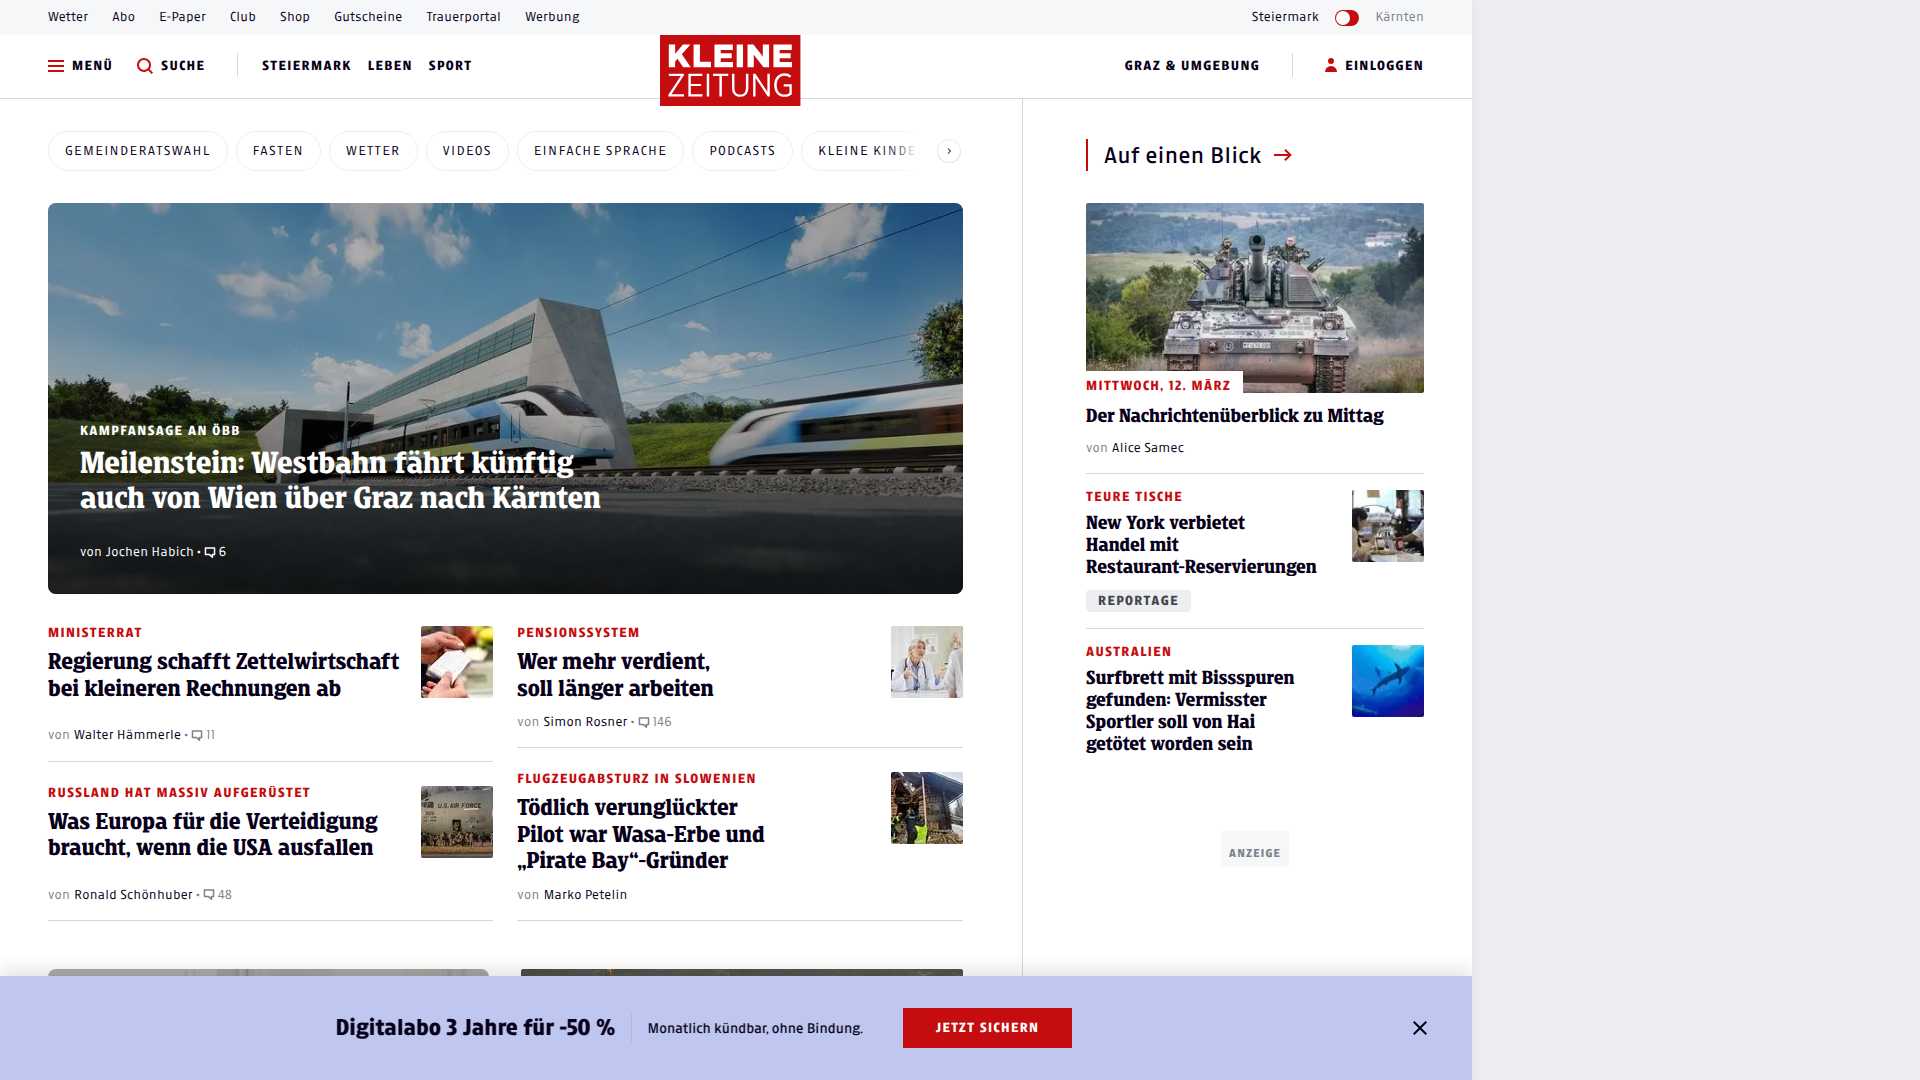 Wetter Abo E-Paper Club Shop Gutscheine Trauerportal Werbung Steiermark Kärnten
MENÜ SUCHE STEIERMARK LEBEN SPORT KLEINE ZEITUNG GRAZ & UMGEBUNG EINLOGGEN
GEMEINDERATSWAHL FASTEN WETTER VIDEOS EINFACHE SPRACHE PODCASTS KLEINE KINDE
KAMPFANSAGE AN ÖBB
Meilenstein: Westbahn fährt künftig
auch von Wien über Graz nach Kärnten
von Jochen Habich • 6
MINISTERRAT
Regierung schafft Zettelwirtschaft
bei kleineren Rechnungen ab
von Walter Hämmerle • 11
RUSSLAND HAT MASSIV AUFGERÜSTET
Was Europa für die Verteidigung
braucht, wenn die USA ausfallen
U.S. AIR FORCE
von Ronald Schönhuber • 48
PENSIONSSYSTEM
Wer mehr verdient,
soll länger arbeiten
von Simon Rosner • 146
FLUGZEUGABSTURZ IN SLOWENIEN
Tödlich verunglückter
Pilot war Wasa-Erbe und
„Pirate Bay“-Gründer
von Marko Petelin
Auf einen Blick
MITTWOCH, 12. MÄRZ
Der Nachrichtenüberblick zu Mittag
von Alice Samec
TEURE TISCHE
New York verbietet
Handel mit
Restaurant-Reservierungen
REPORTAGE
AUSTRALIEN
Surfbrett mit Bissspuren
gefunden: Vermisster
Sportler soll von Hai
getötet worden sein
ANZEIGE
Digitalabo 3 Jahre für -50 % Monatlich kündbar, ohne Bindung. JETZT SICHERN